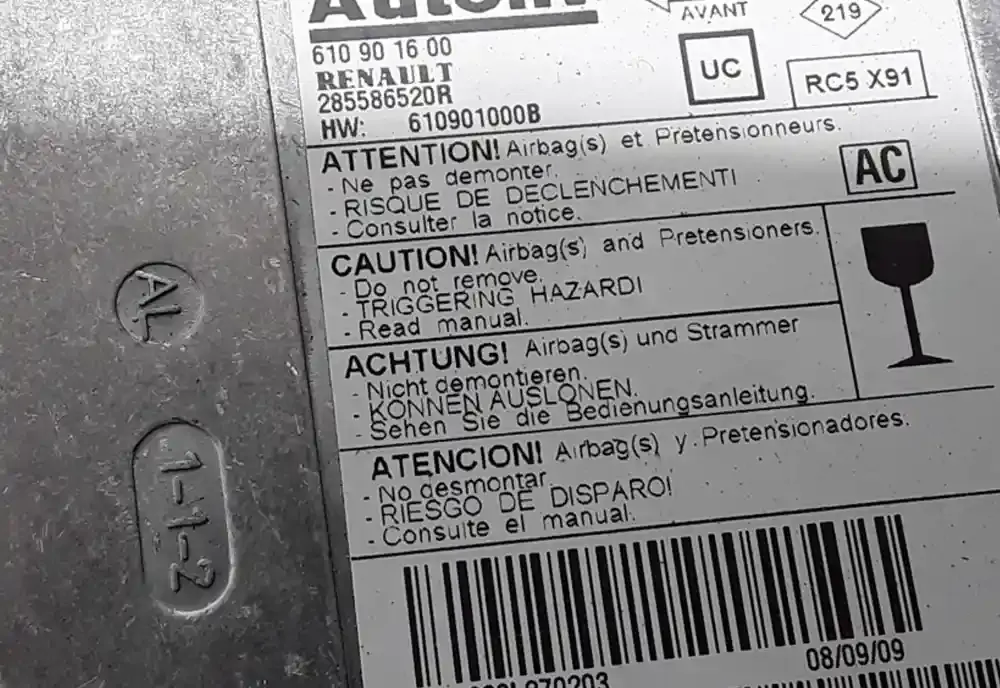 Autoliv
AVANT
219
610 90 16 00
RENAULT
285586520R
HW: 610901000B
UC
RC5 X91
ATTENTION! Airbag(s) et Pretensionneurs.
- Ne pas demonter.
- RISQUE DE DECLENCHEMENT!
- Consulter la notice.
AC
CAUTION! Airbag(s) and Pretensioners.
- Do not remove.
- TRIGGERING HAZARD!
- Read manual.
ACHTUNG! Airbag(s) und Strammer
- Nicht demontieren.
- KONNEN AUSLONEN.
- Sehen Sie die Bedienungsanleitung.
ATENCION! Airbag(s) y Pretensionadores.
- No desmontar.
- RIESGO DE DISPARO!
- Consulte el manual.
08/09/09
AL
1-1-2